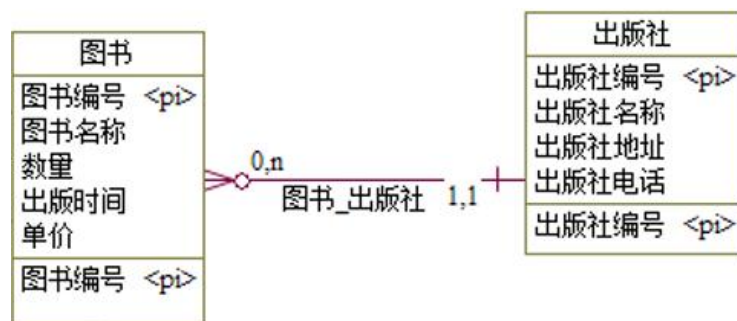 图书
图书编号 <pi>
图书名称
数量
出版时间
单价
图书编号 <pi>
0,n
图书_出版社
1,1
出版社
出版社编号 <pi>
出版社名称
出版社地址
出版社电话
出版社编号 <pi>